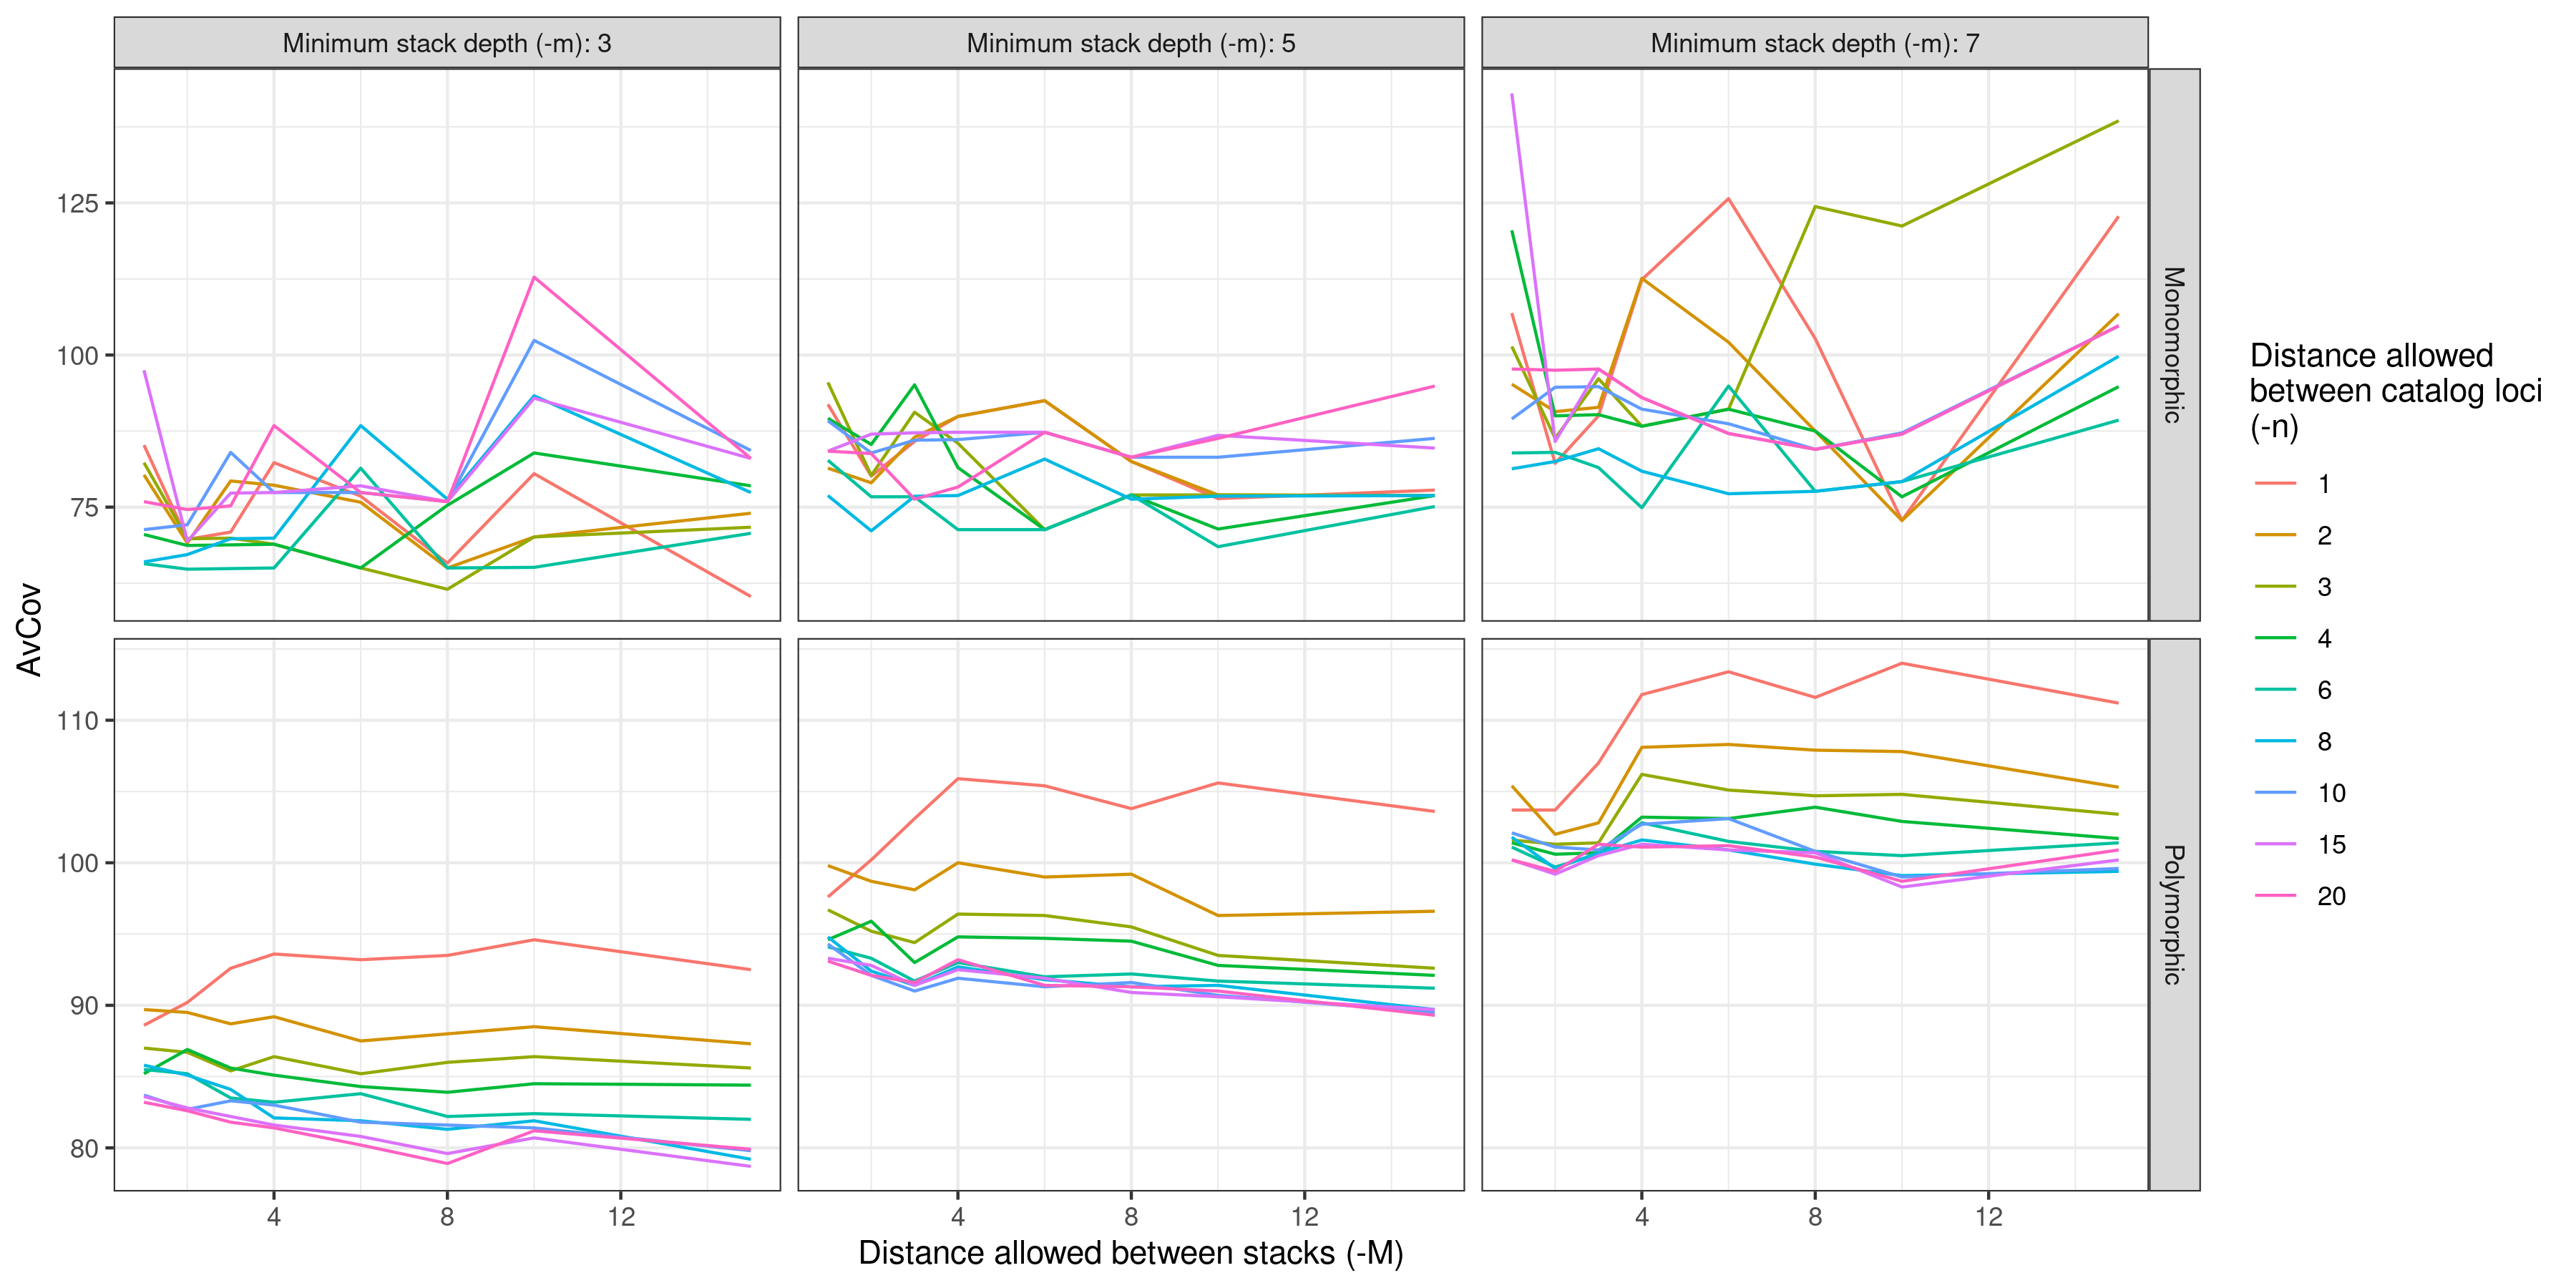 Minimum stack depth (-m): 3
Minimum stack depth (-m): 5
Minimum stack depth (-m): 7
125
100
75
Monomorphic
AvCov
110
100
90
80
Polymorphic
4
8
12
4
8
12
4
8
12
Distance allowed between stacks (-M)
Distance allowed
between catalog loci
(-n)
1
2
3
4
6
8
10
15
20